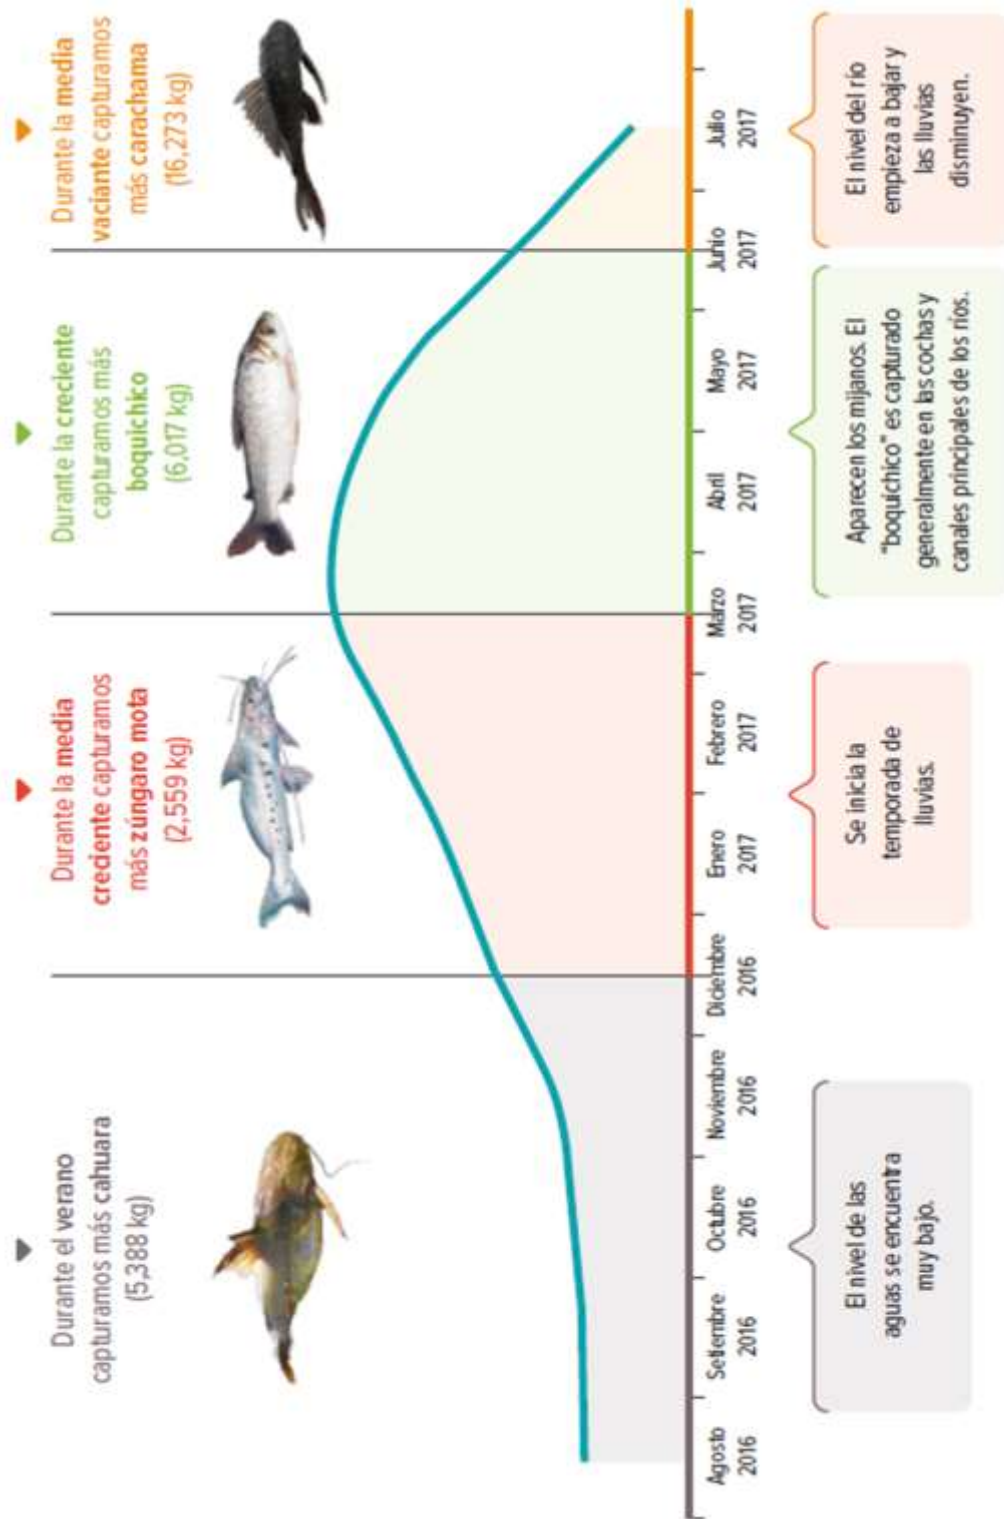 Durante el verano
capturamos más cahuara
(5,388 kg)
Durante la media
creciente capturamos
más zúngaro mota
(2,559 kg)
Durante la creciente
capturamos más
boquichico
(6,017 kg)
Durante la media
vaciante capturamos
más carachama
(16,273 kg)
Agosto
2016
Setiembre
2016
Octubre
2016
Noviembre
2016
Diciembre
2016
Enero
2017
Febrero
2017
Marzo
2017
Abril
2017
Mayo
2017
Junio
2017
Julio
2017
El nivel de las
aguas se encuentra
muy bajo.
Se inicia la
temporada de
lluvias.
Aparecen los mijanos. El
"boquichico" es capturado
generalmente en las cochas y
canales principales de los ríos.
El nivel del río
empieza a bajar y
las lluvias
disminuyen.